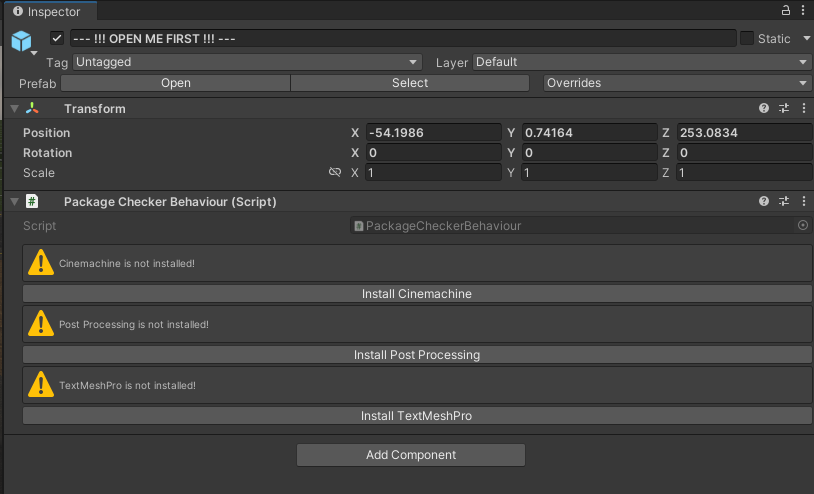 Inspector
--- !!! OPEN ME FIRST !!! ---
Static
Tag Untagged Layer Default
Prefab Open Select Overrides
Transform
Position X -54.1986 Y 0.74164 Z 253.0834
Rotation X 0 Y 0 Z 0
Scale X 1 Y 1 Z 1
# Package Checker Behaviour (Script)
Script # PackageCheckerBehaviour
Cinemachine is not installed!
Install Cinemachine
Post Processing is not installed!
Install Post Processing
TextMeshPro is not installed!
Install TextMeshPro
Add Component